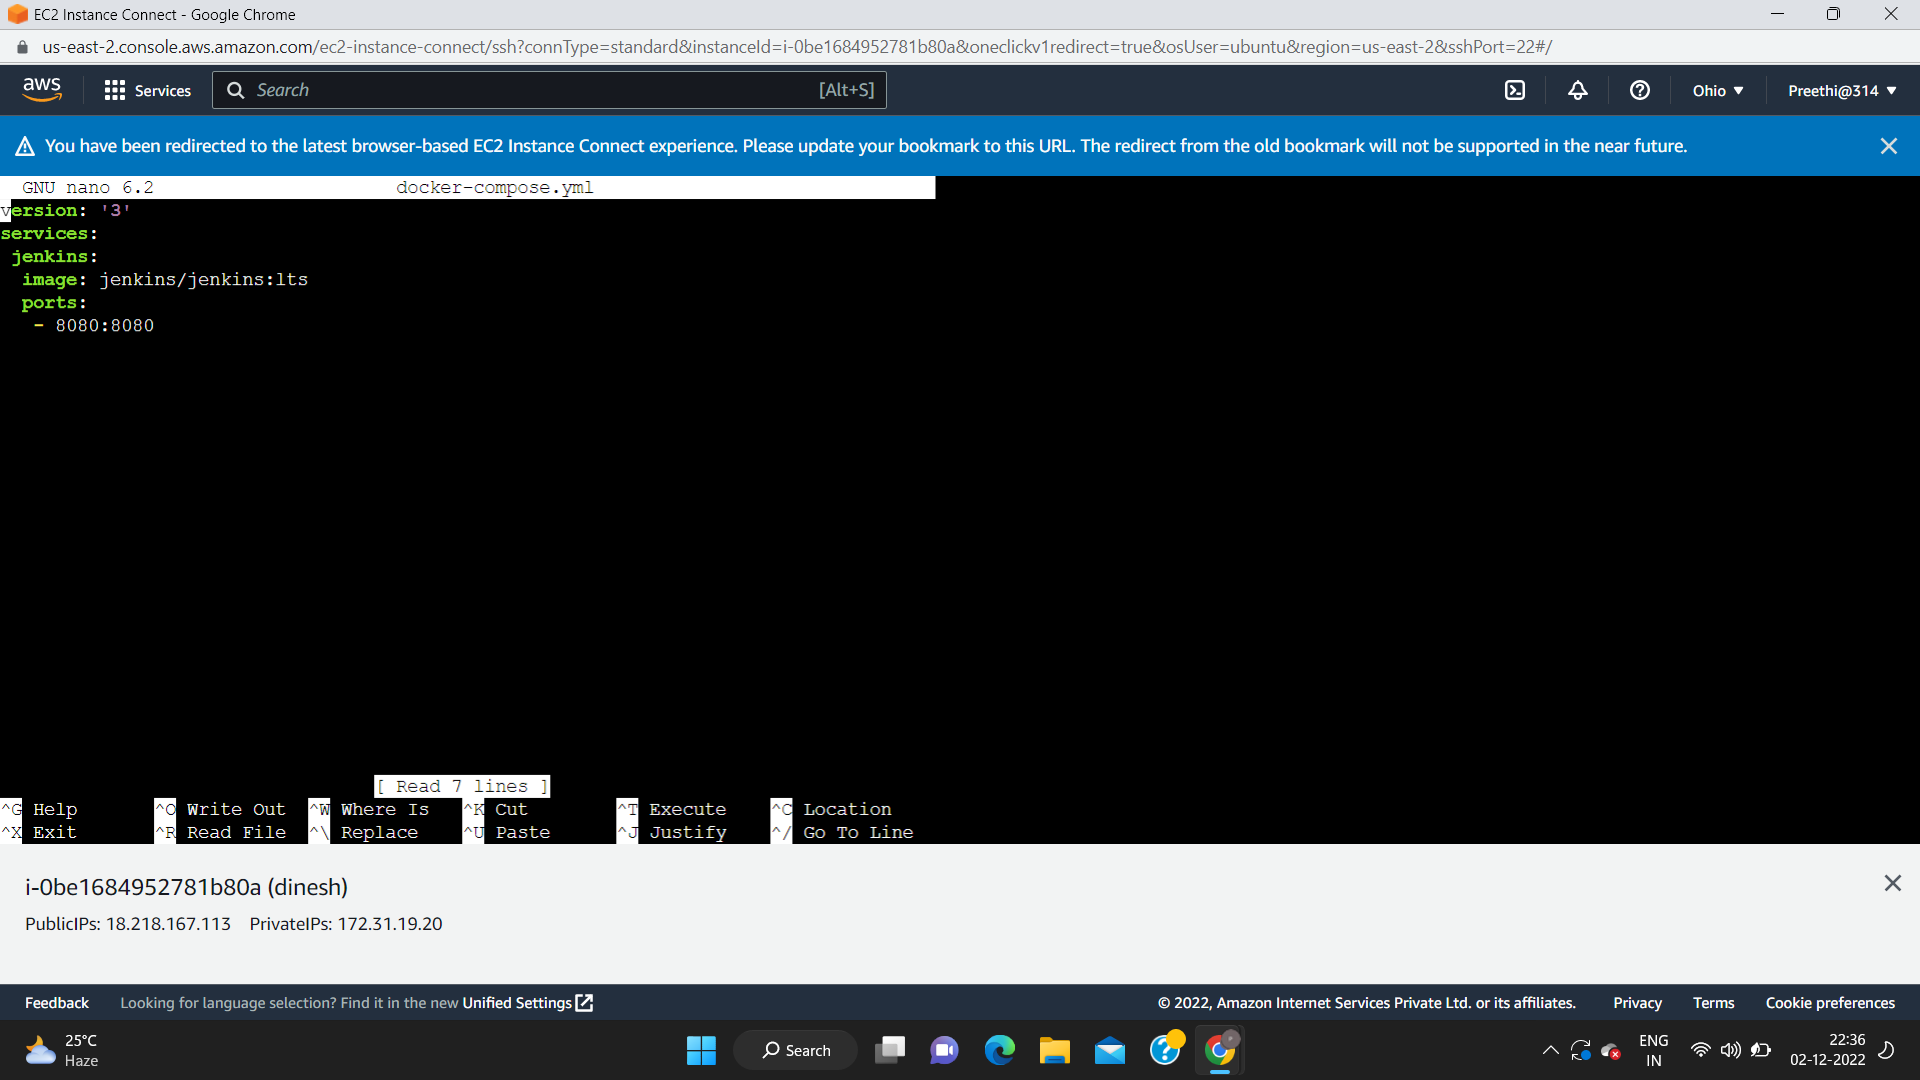 EC2 Instance Connect - Google Chrome
us-east-2.console.aws.amazon.com/ec2-instance-connect/ssh?connType=standard&instanceId=i-0be1684952781b80a&oneclickv1redirect=true&osUser=ubuntu&region=us-east-2&sshPort=22#/
aws Services Search [Alt+S] Ohio ▼ Preethi@314 ▼
You have been redirected to the latest browser-based EC2 Instance Connect experience. Please update your bookmark to this URL. The redirect from the old bookmark will not be supported in the near future.
GNU nano 6.2 docker-compose.yml
version: '3'
services:
 jenkins:
  image: jenkins/jenkins:lts
  ports:
   - 8080:8080
[ Read 7 lines ]
^G Help ^O Write Out ^W Where Is ^K Cut ^T Execute ^C Location
^X Exit ^R Read File ^\ Replace ^U Paste ^J Justify ^/ Go To Line
i-0be1684952781b80a (dinesh)
PublicIPs: 18.218.167.113 PrivateIPs: 172.31.19.20
Feedback Looking for language selection? Find it in the new Unified Settings © 2022, Amazon Internet Services Private Ltd. or its affiliates. Privacy Terms Cookie preferences
25°C
Haze
Search
ENG
IN
22:36
02-12-2022